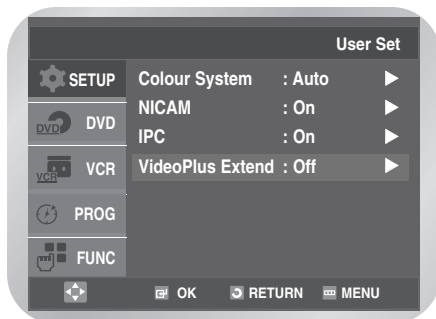 User Set
SETUP
DVD
VCR
PROG
FUNC
Colour System : Auto
NICAM : On
IPC : On
VideoPlus Extend : Off
DVD
VCR
OK RETURN MENU